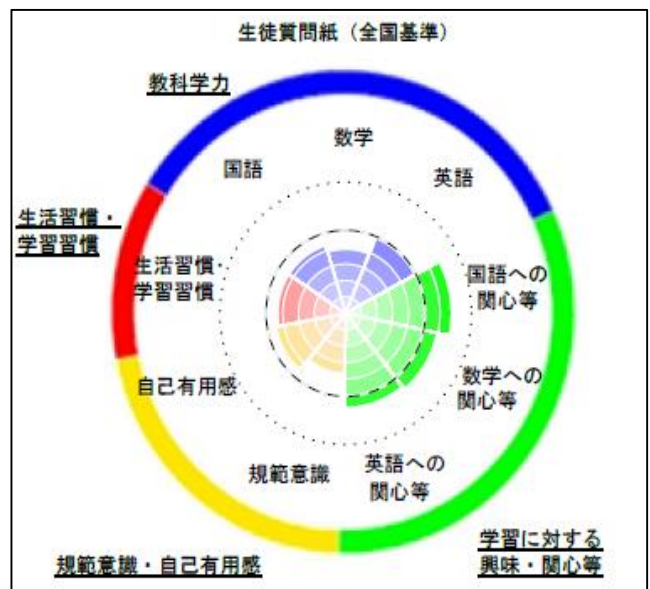 生徒質問紙（全国基準）
教科学力
数学
国語
英語
生活習慣・
学習習慣
生活習慣・
学習習慣
国語への
関心等
自己有用感
数学への
関心等
規範意識
英語への
関心等
規範意識・自己有用感
学習に対する
興味・関心等